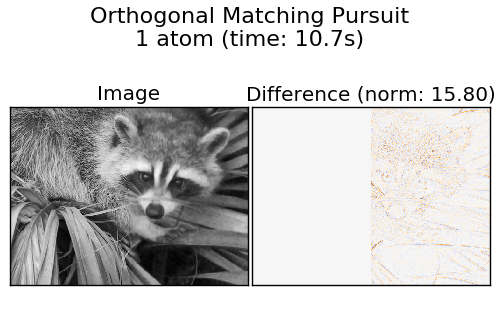 Orthogonal Matching Pursuit
1 atom (time: 10.7s)
Image
Difference (norm: 15.80)